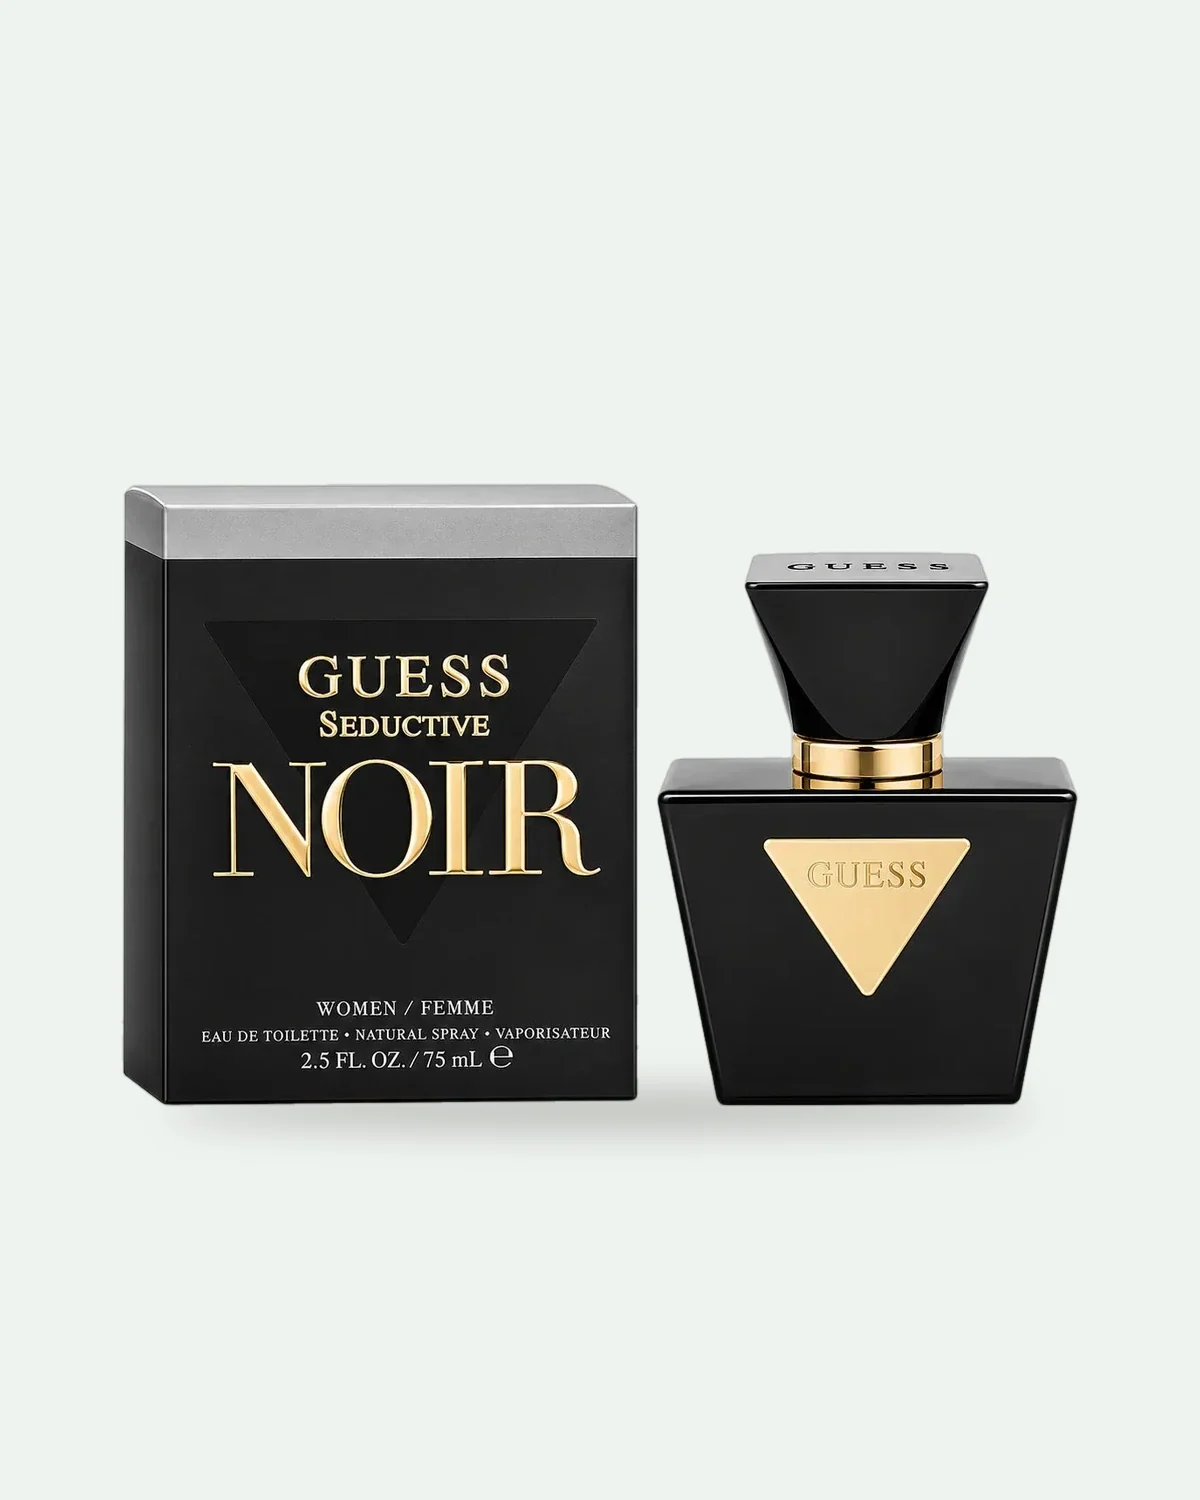 GUESS
SEDUCTIVE
NOIR
WOMEN / FEMME
EAU DE TOILETTE • NATURAL SPRAY • VAPORISATEUR
2.5 FL. OZ. / 75 mL ℮
GUESS
GUESS